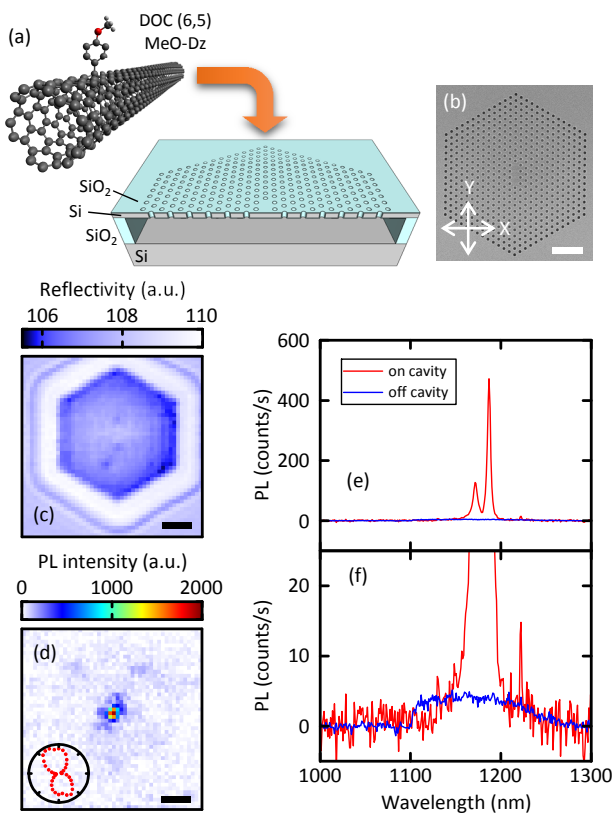 (a)
DOC (6,5)
MeO-Dz
SiO2
Si
SiO2
Si
(b)
Y
X
Reflectivity (a.u.)
106 108 110
(c)
PL intensity (a.u.)
0 1000 2000
(d)
600
400
200
0
PL (counts/s)
on cavity
off cavity
(e)
20
10
0
PL (counts/s)
(f)
1000 1100 1200 1300
Wavelength (nm)